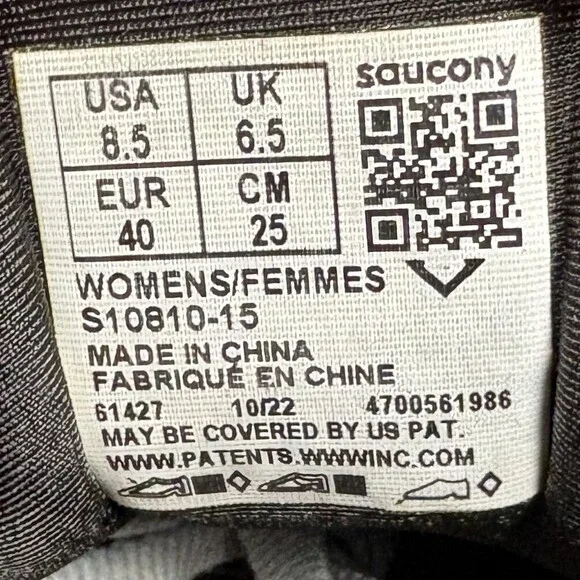 saucony
USA UK
8.5 6.5
EUR CM
40 25
WOMENS/FEMMES
S10810-15
MADE IN CHINA
FABRIQUÉ EN CHINE
61427 10/22 4700561986
MAY BE COVERED BY US PAT.
WWW.PATENTS.WWWINC.COM